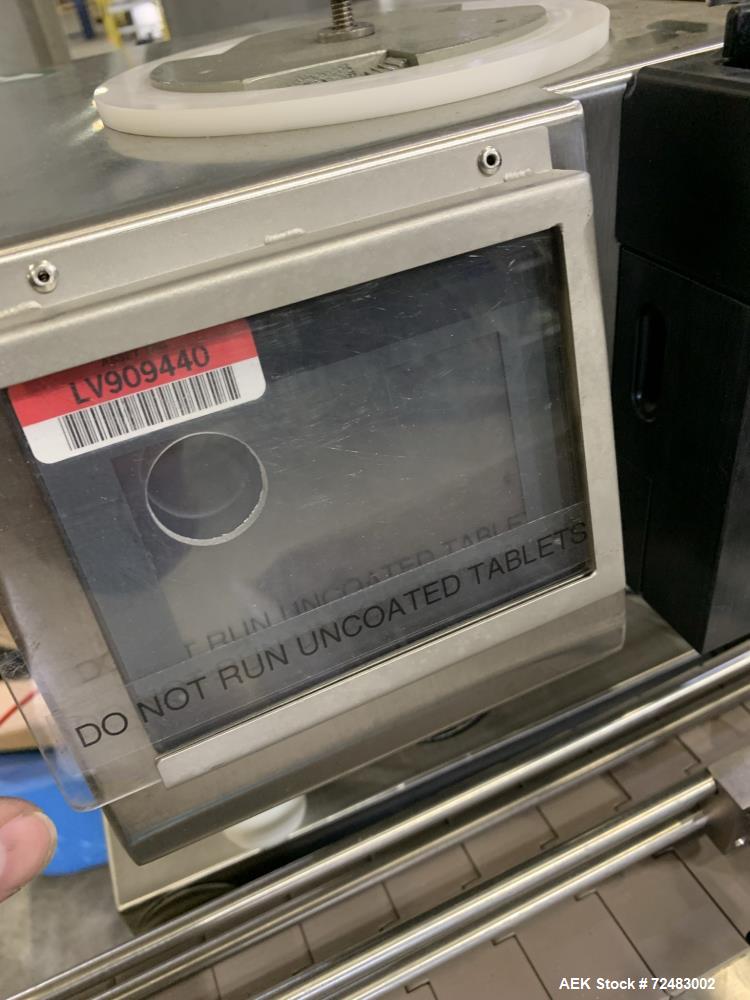 LV909440
DO NOT RUN UNCOATED TABLETS
AEK Stock # 72483002